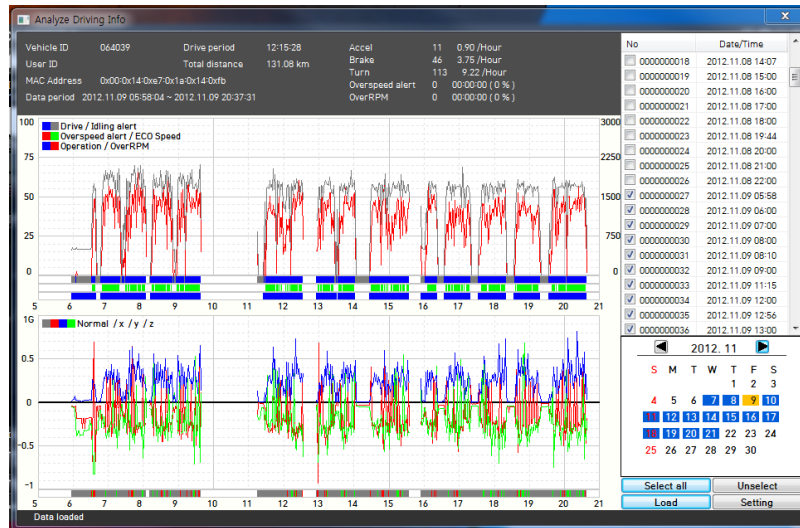 Analyze Driving Info
Vehicle ID 064039 Drive period 12:15:28 Accel 11 0.90 /Hour
User ID Total distance 131.08 km Brake 46 3.75 /Hour
MAC Address 0x00:0x14:0xe7:0x1a:0x14:0xfb Turn 113 9.22 /Hour
Overspeed alert 0 00:00:00 ( 0 % )
Data period 2012.11.09 05:58:04 ~ 2012.11.09 20:37:31 OverRPM 0 00:00:00 ( 0 % )
100 Drive / Idling alert 3000
Overspeed alert / ECO Speed
Operation / OverRPM
75 2250
50 1500
25 750
0 0
5 6 7 8 9 10 11 12 13 14 15 16 17 18 19 20 21
1G Normal / x / y / z
0.5
0
-0.5
-1
5 6 7 8 9 10 11 12 13 14 15 16 17 18 19 20 21
Data loaded
No Date/Time
0000000018 2012.11.08 14:07
0000000019 2012.11.08 15:00
0000000020 2012.11.08 16:00
0000000021 2012.11.08 17:00
0000000022 2012.11.08 18:00
0000000023 2012.11.08 19:44
0000000024 2012.11.08 20:00
0000000025 2012.11.08 21:00
0000000026 2012.11.08 22:00
0000000027 2012.11.09 05:58
0000000028 2012.11.09 06:00
0000000029 2012.11.09 07:00
0000000030 2012.11.09 08:00
0000000031 2012.11.09 08:10
0000000032 2012.11.09 09:00
0000000033 2012.11.09 11:15
0000000034 2012.11.09 12:00
0000000035 2012.11.09 12:56
0000000036 2012.11.09 13:00
2012. 11
S M T W T F S
1 2 3
4 5 6 7 8 9 10
11 12 13 14 15 16 17
18 19 20 21 22 23 24
25 26 27 28 29 30
Select all Unselect
Load Setting